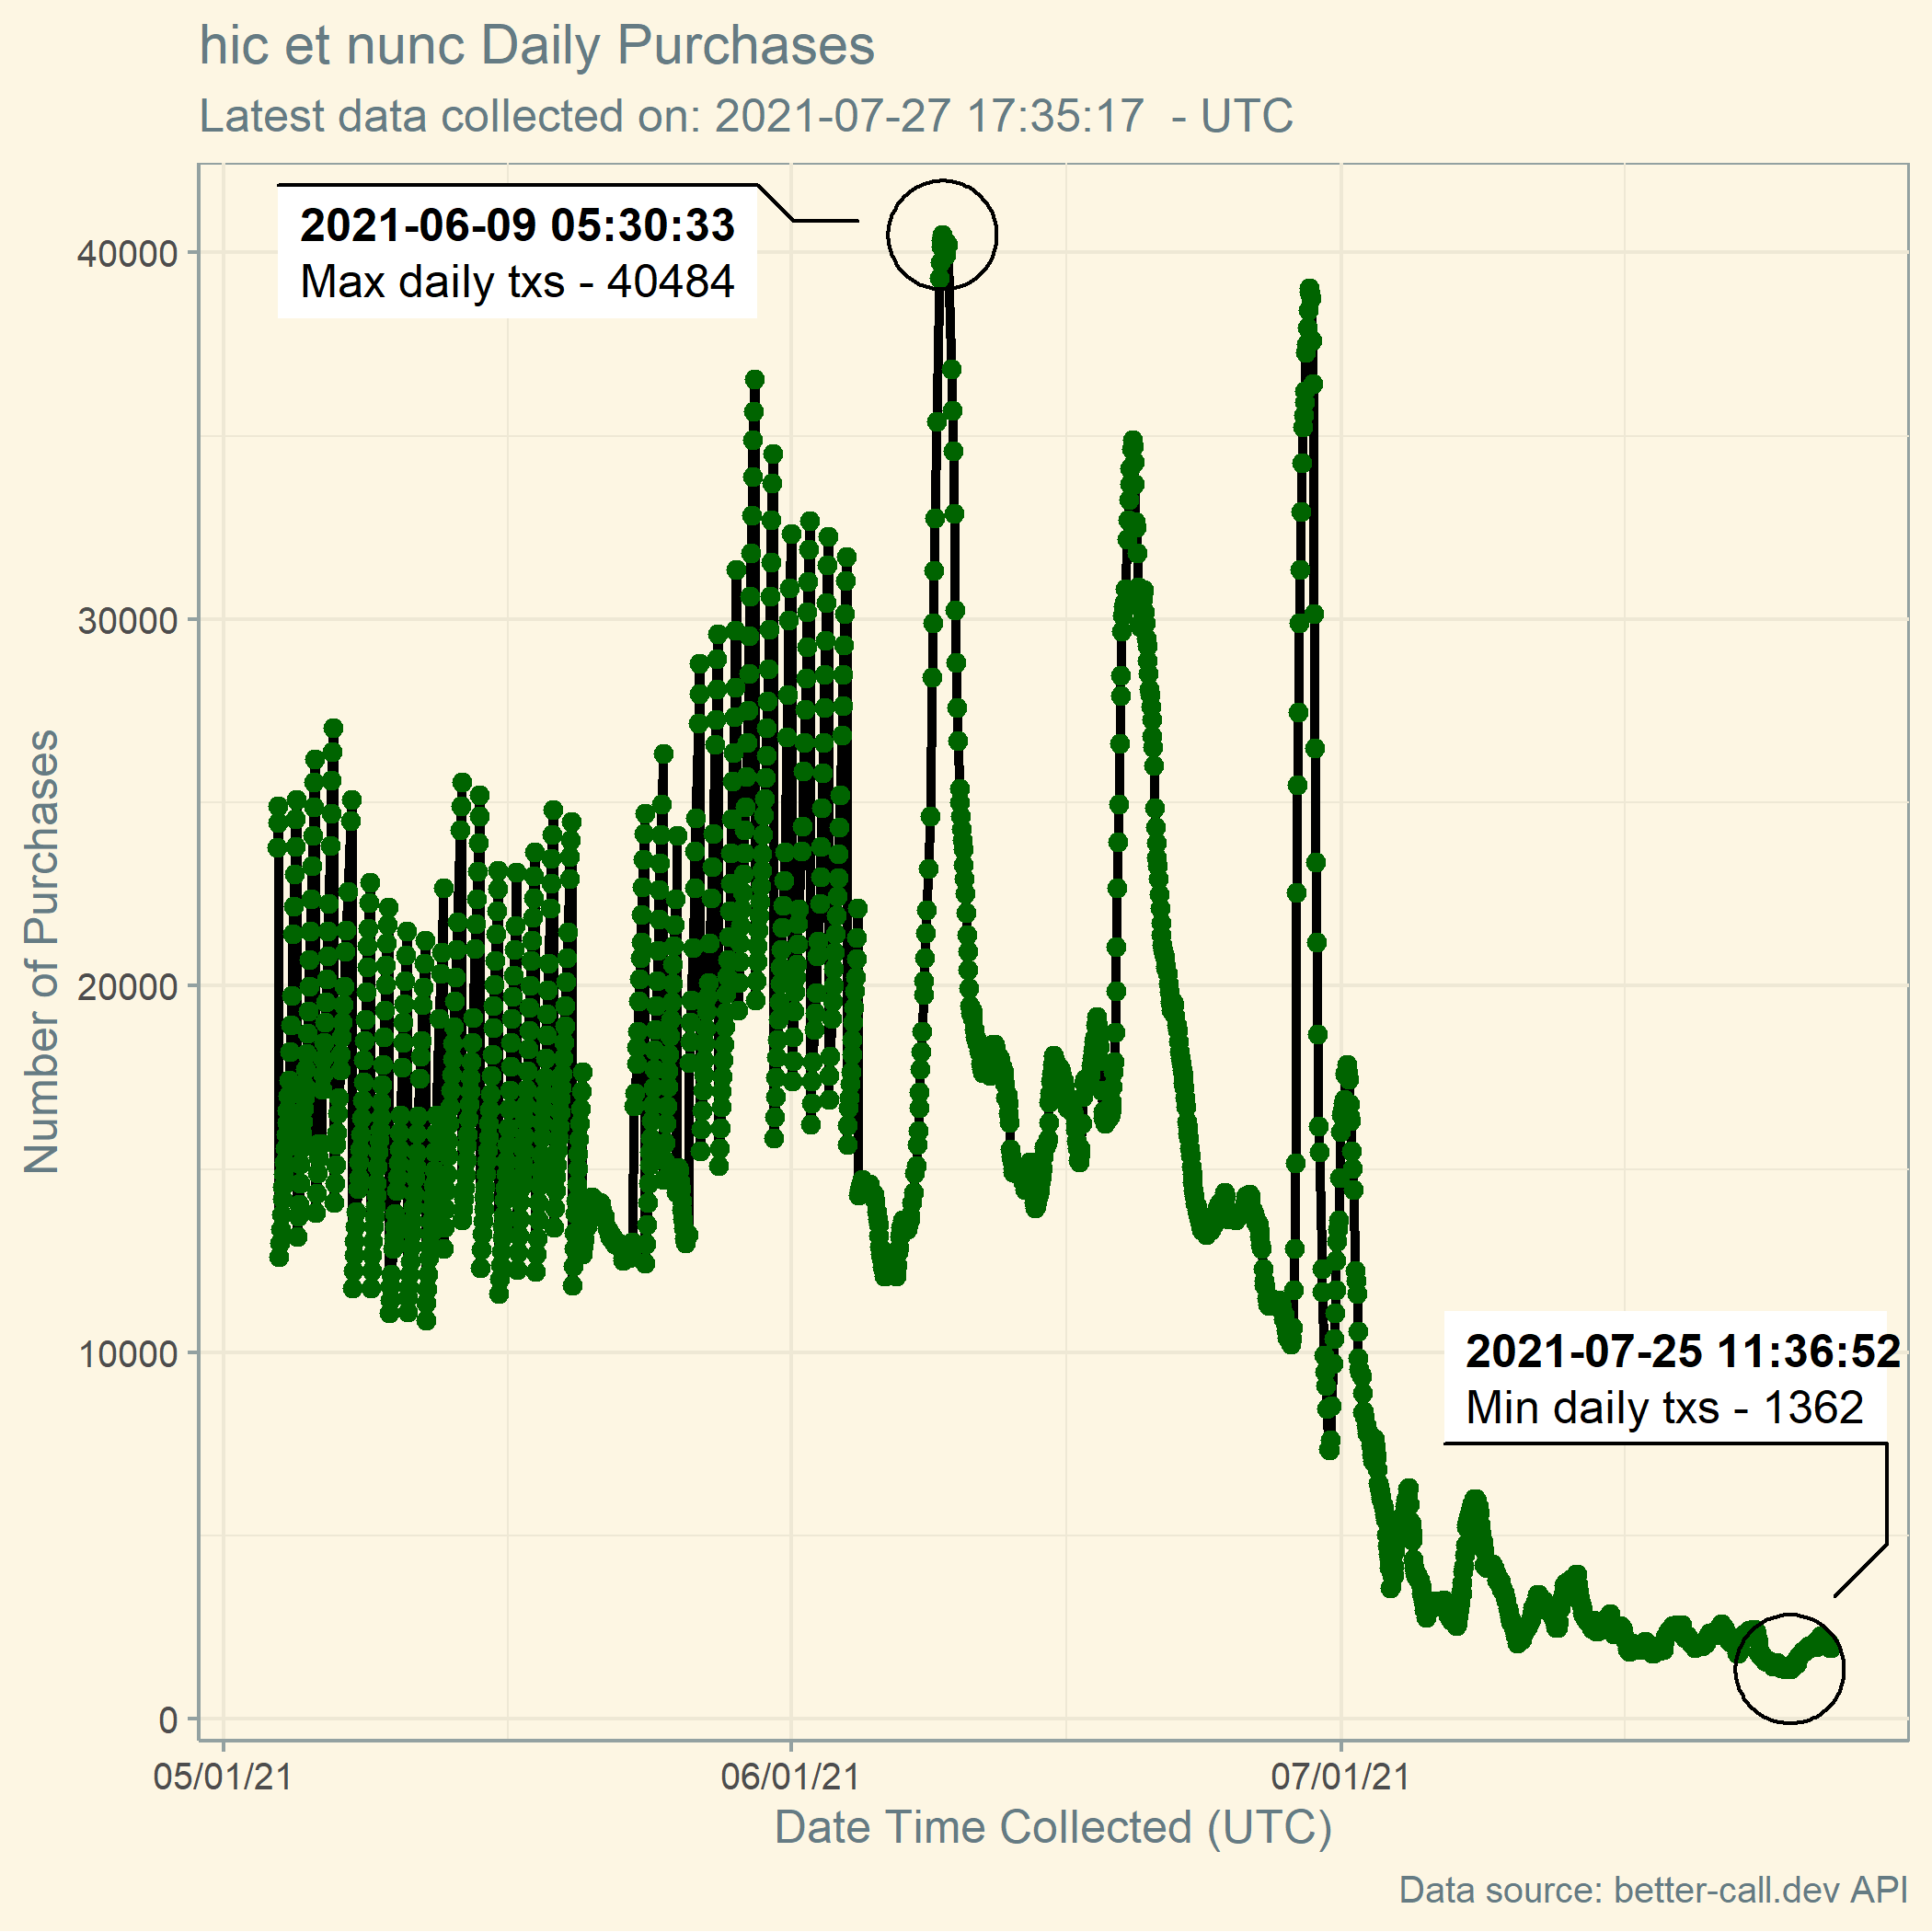 hic et nunc Daily Purchases
Latest data collected on: 2021-07-27 17:35:17  - UTC
2021-06-09 05:30:33
Max daily txs - 40484
40000
30000
20000
10000
0
Number of Purchases
2021-07-25 11:36:52
Min daily txs - 1362
05/01/21
06/01/21
07/01/21
Date Time Collected (UTC)
Data source: better-call.dev API